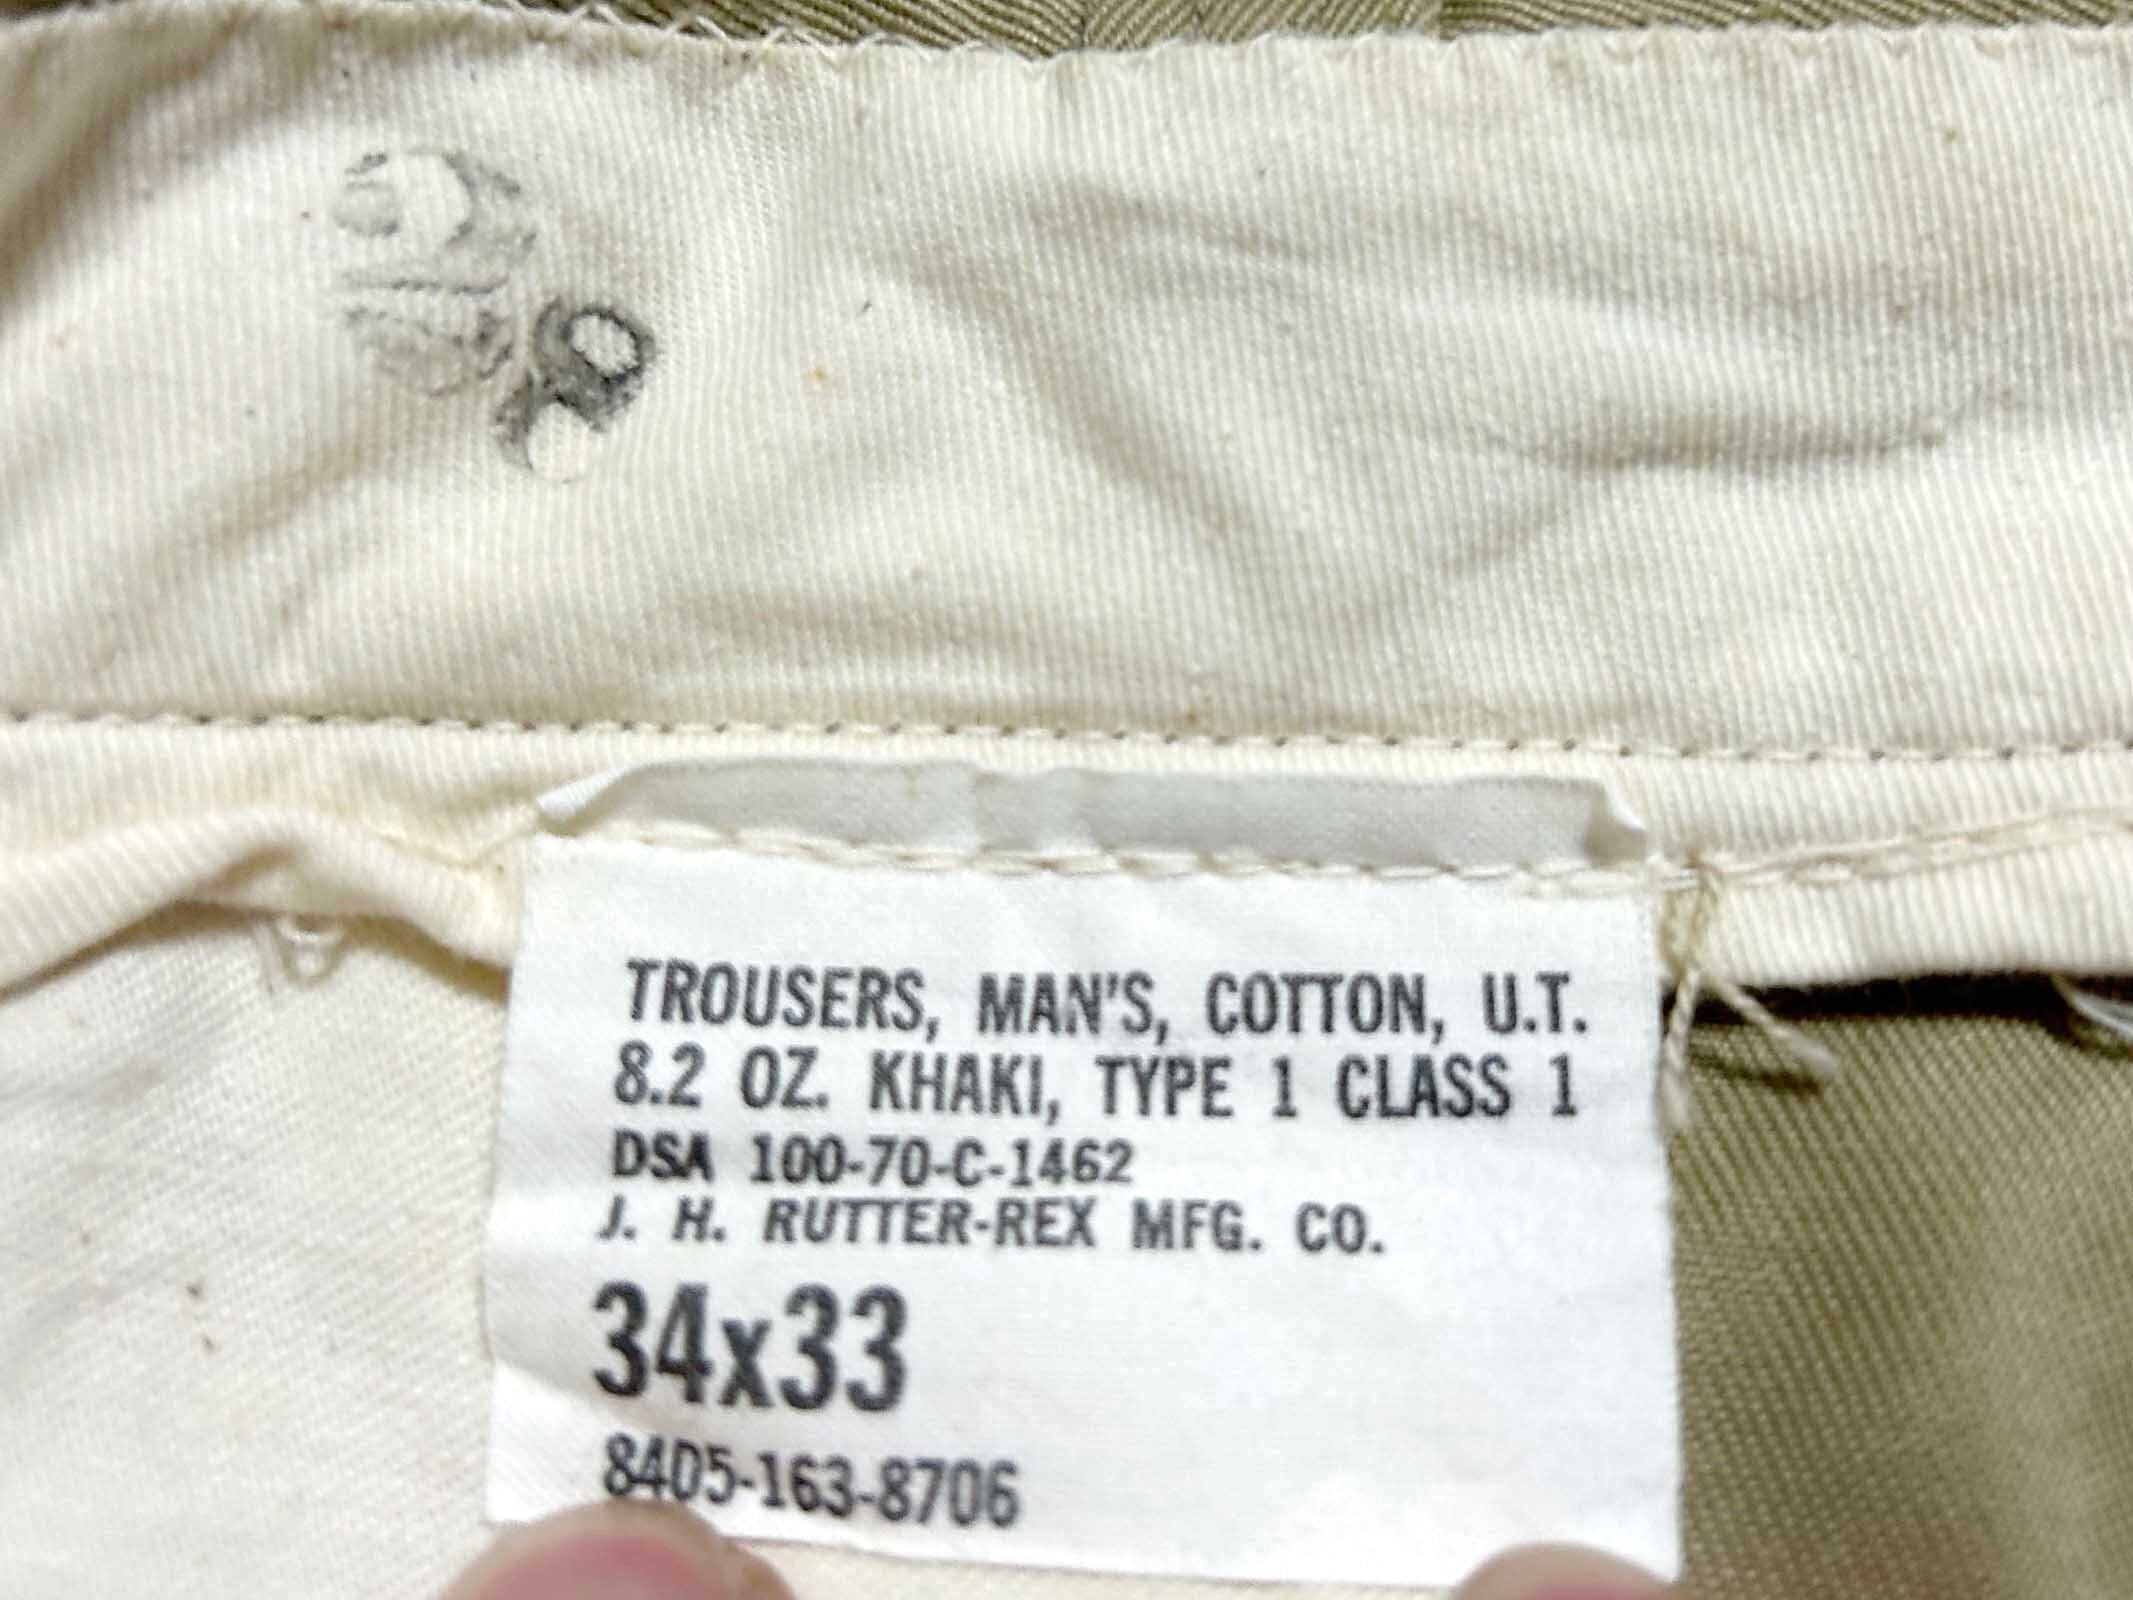 TROUSERS, MAN'S, COTTON, U.T.
8.2 OZ. KHAKI, TYPE 1 CLASS 1
DSA 100-70-C-1462
J. H. RUTTER-REX MFG. CO.
34x33
8405-163-8706